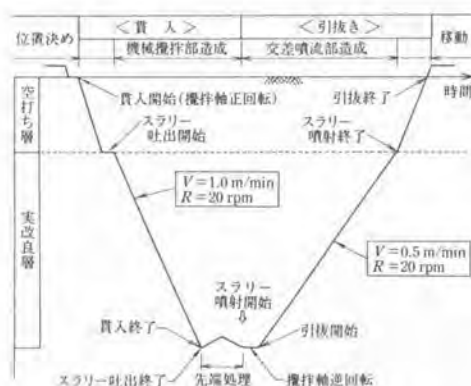 位置決め
＜貫 入＞
＜引抜き＞
移動
機械攪拌部造成
交差噴流部造成
時間
空打ち層
実改良層
貫入開始(攪拌軸正回転)
引抜終了
スラリー
吐出開始
スラリー
噴射終了
V=1.0 m/min
R=20 rpm
V=0.5 m/min
R=20 rpm
スラリー
噴射開始
貫入終了
引抜開始
スラリー吐出終了
先端処理
攪拌軸逆回転